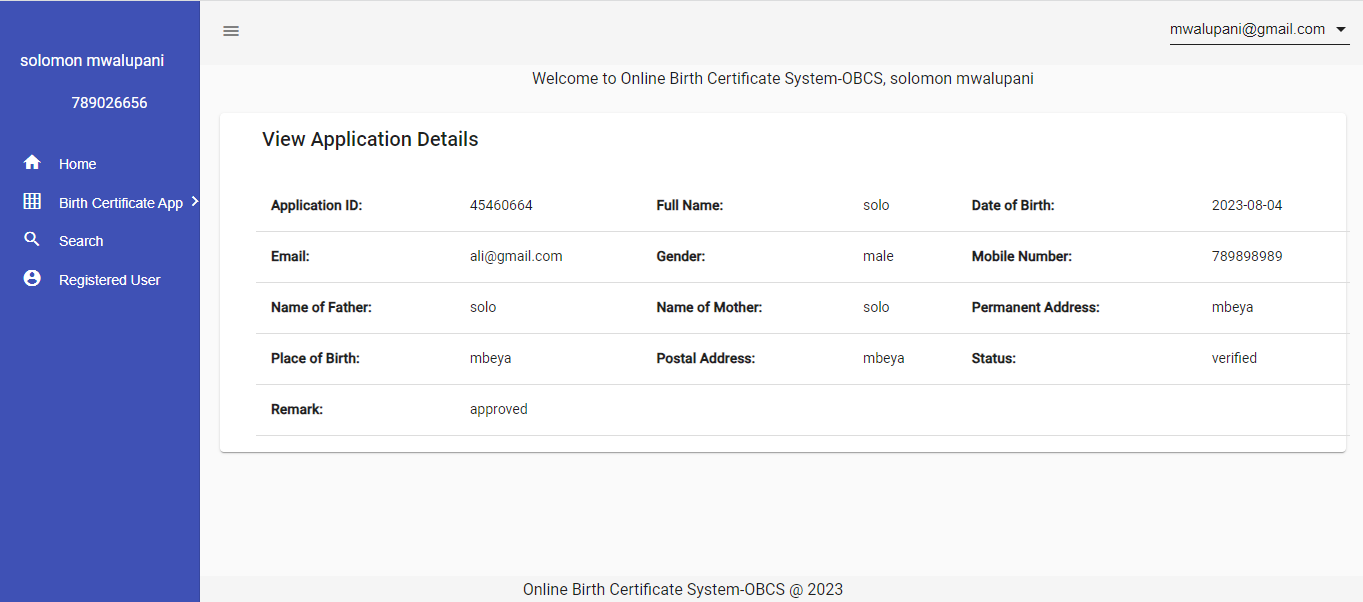 solomon mwalupani
789026656
Home
Birth Certificate App
Search
Registered User
mwalupani@gmail.com
Welcome to Online Birth Certificate System-OBCS, solomon mwalupani
View Application Details
Application ID: 45460664 Full Name: solo Date of Birth: 2023-08-04
Email: ali@gmail.com Gender: male Mobile Number: 789898989
Name of Father: solo Name of Mother: solo Permanent Address: mbeya
Place of Birth: mbeya Postal Address: mbeya Status: verified
Remark: approved
Online Birth Certificate System-OBCS @ 2023